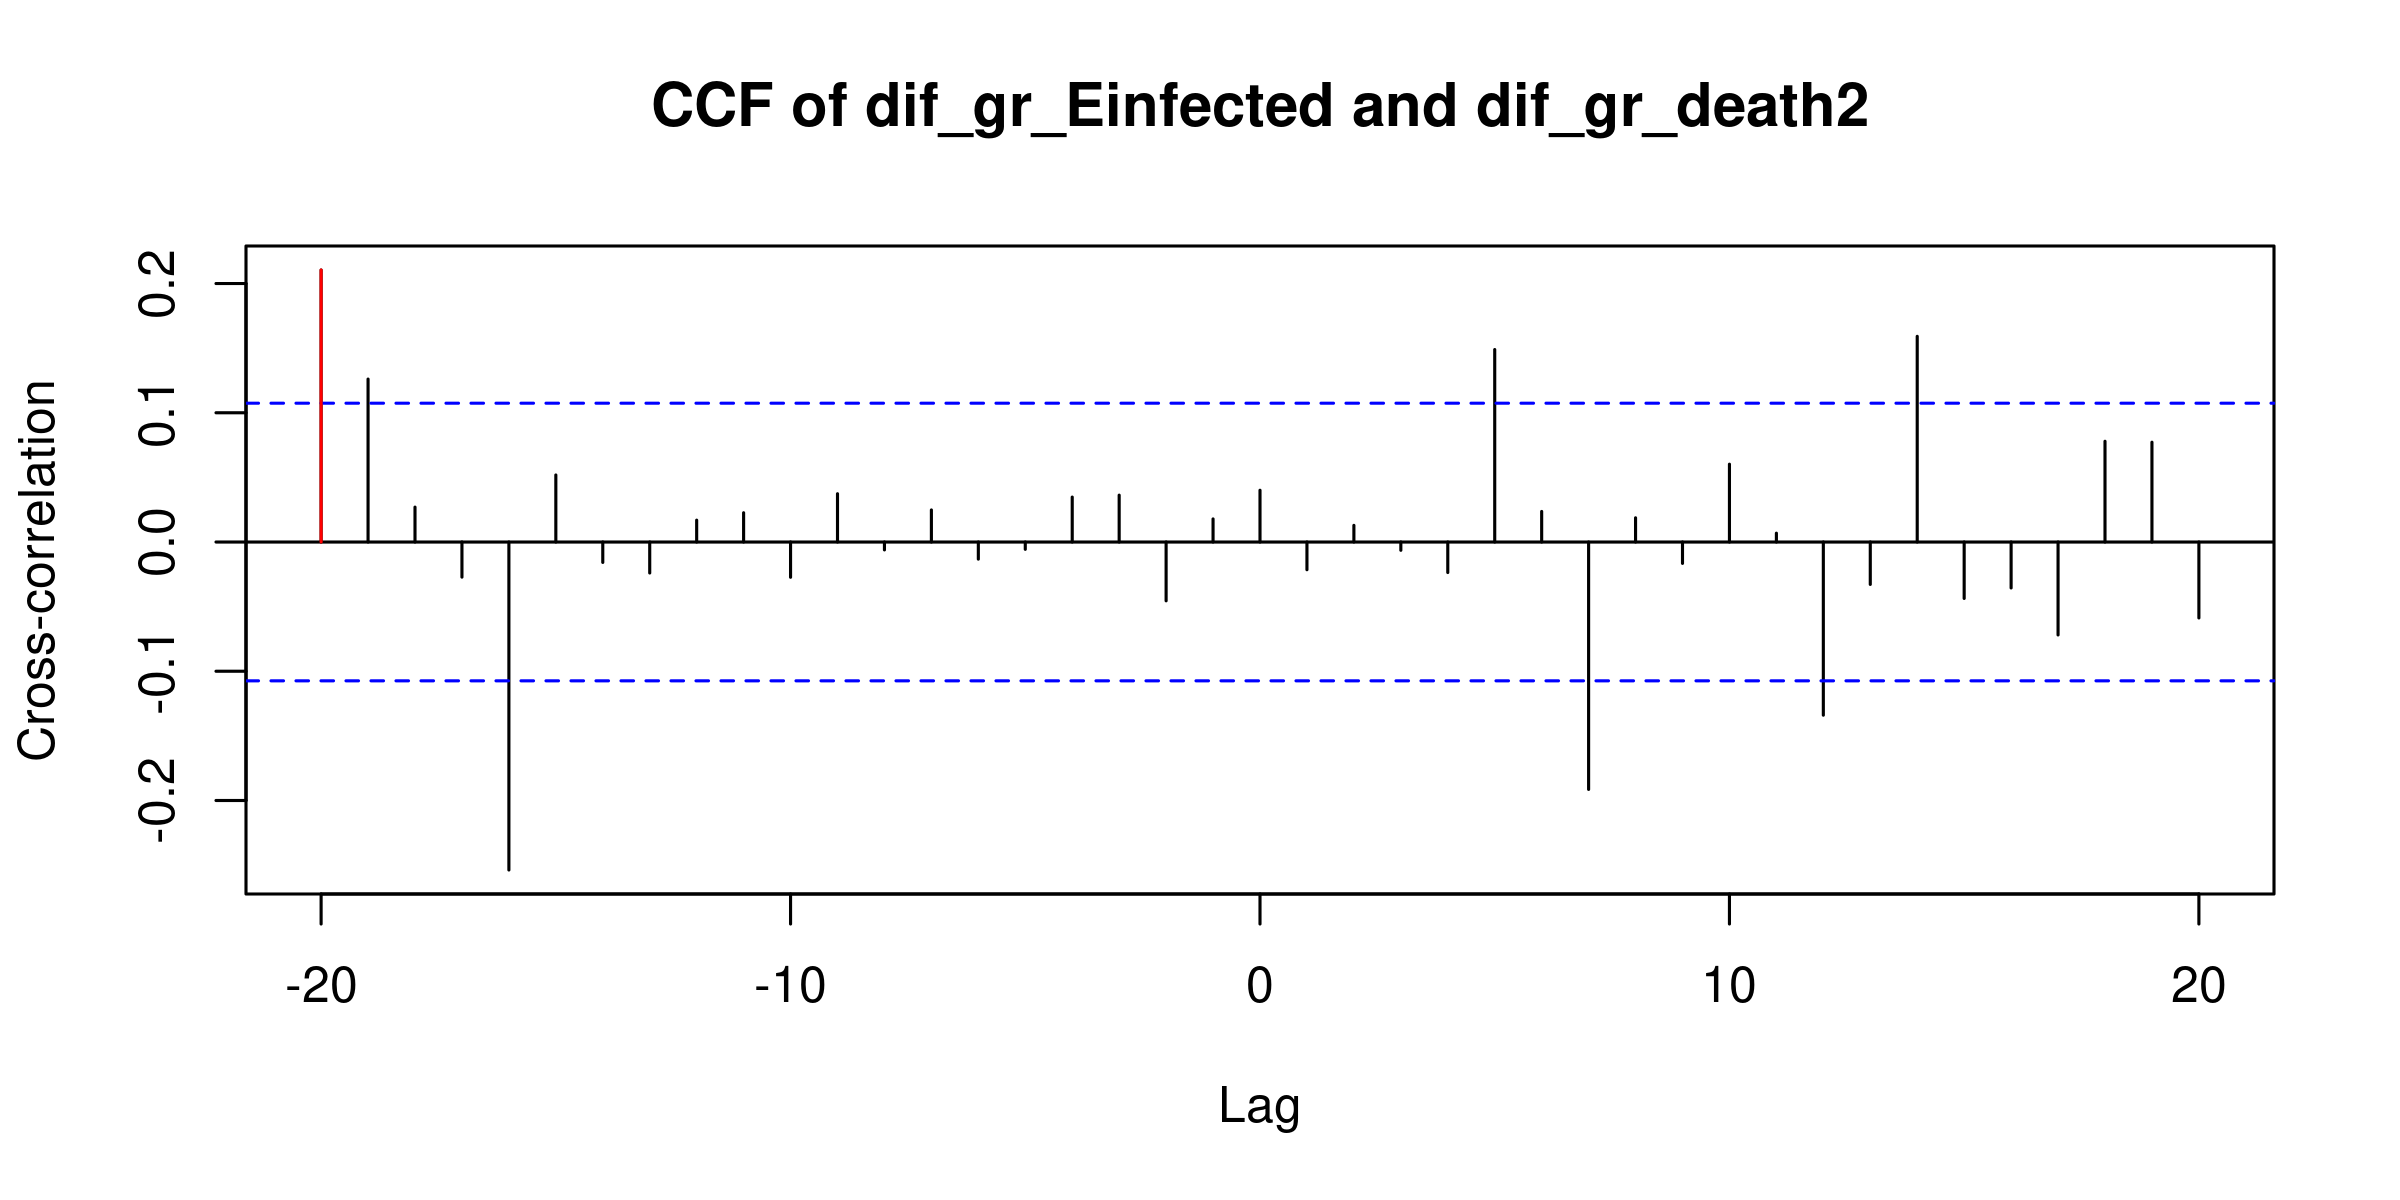 CCF of dif_gr_Einfected and dif_gr_death2
Cross-correlation
0.2
0.1
0.0
-0.1
-0.2
-20 -10 0 10 20
Lag